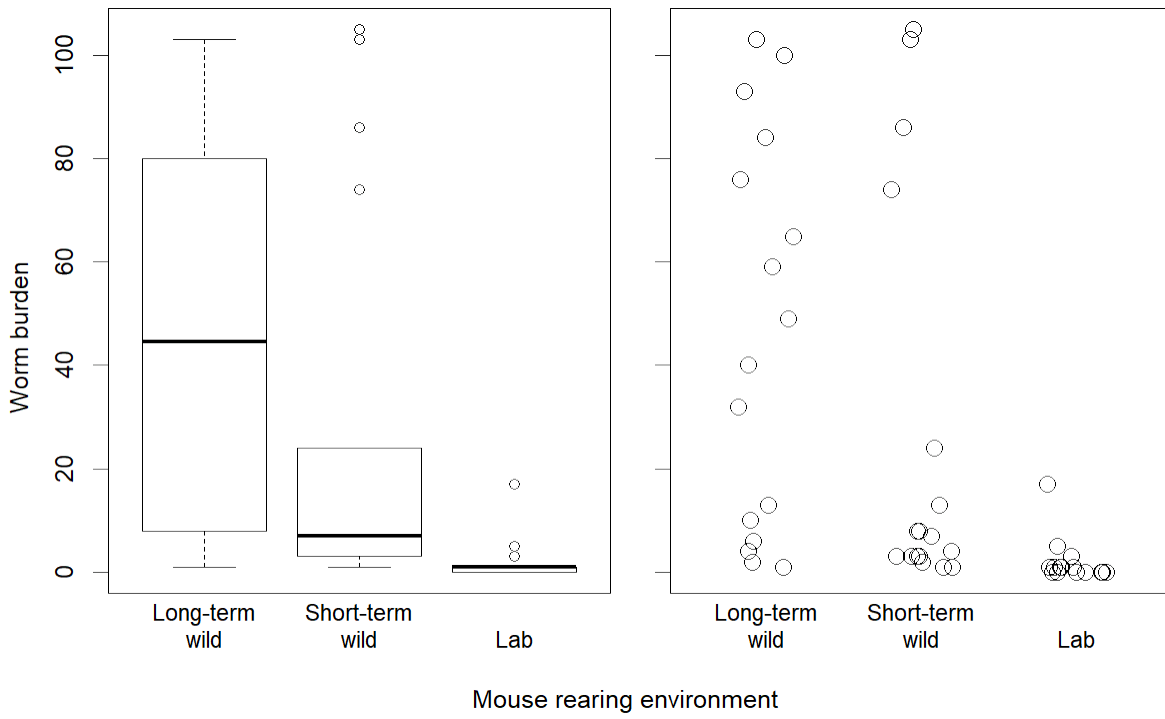 Worm burden
100
80
60
40
20
0
Long-term
wild
Short-term
wild
Lab
Long-term
wild
Short-term
wild
Lab
Mouse rearing environment